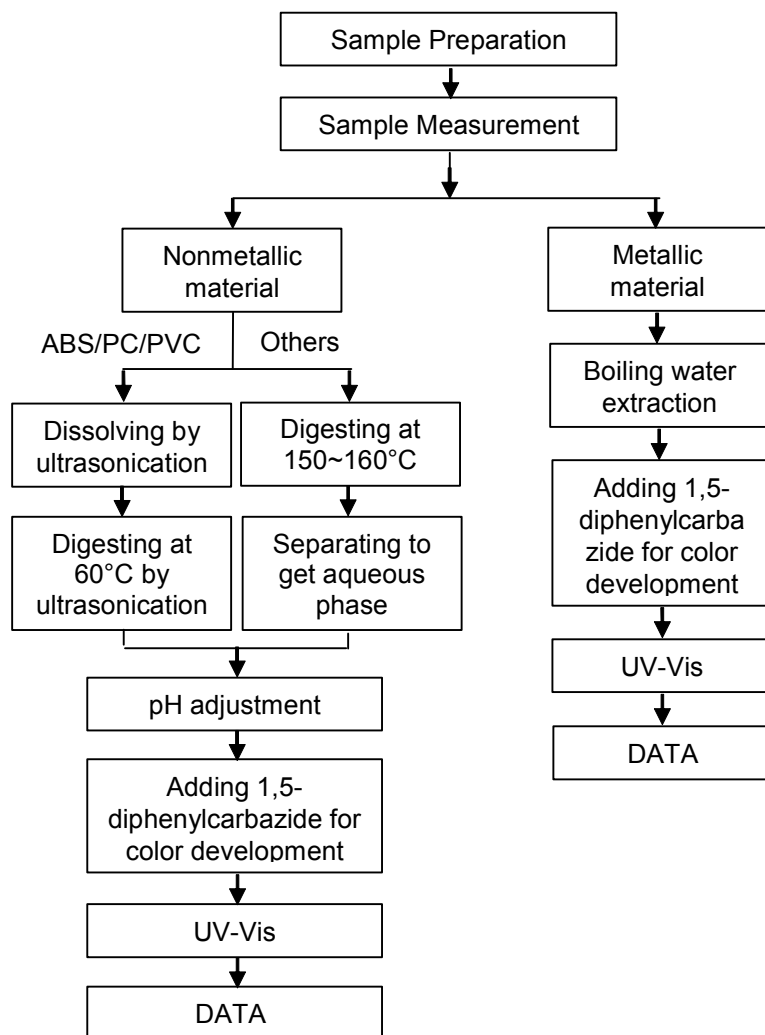 Sample Preparation
Sample Measurement
Nonmetallic
material
ABS/PC/PVC
Others
Dissolving by
ultrasonication
Digesting at
150~160°C
Digesting at
60°C by
ultrasonication
Separating to
get aqueous
phase
pH adjustment
Adding 1,5-
diphenylcarbazide for
color development
UV-Vis
DATA
Metallic
material
Boiling water
extraction
Adding 1,5-
diphenylcarba
zide for color
development
UV-Vis
DATA